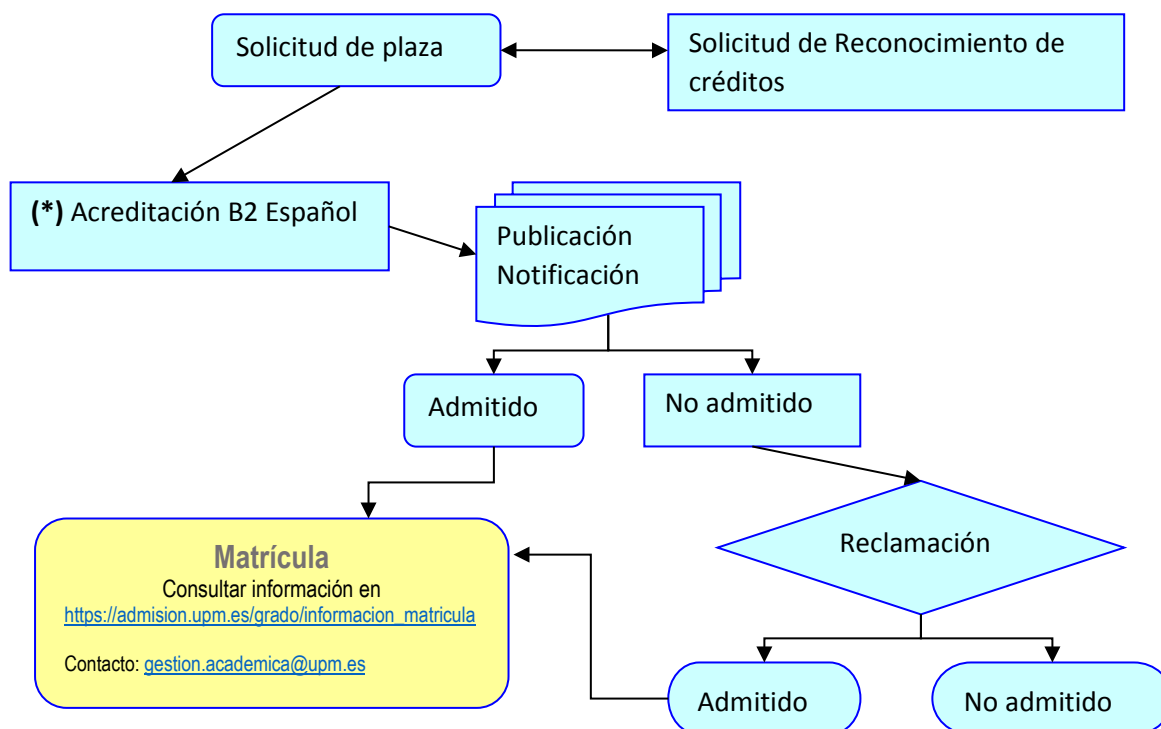 Solicitud de plaza
Solicitud de Reconocimiento de
créditos
(*) Acreditación B2 Español
Publicación
Notificación
Admitido
No admitido
Matrícula
Consultar información en
https://admision.upm.es/grado/informacion_matricula
Contacto: gestion.academica@upm.es
Reclamación
Admitido
No admitido